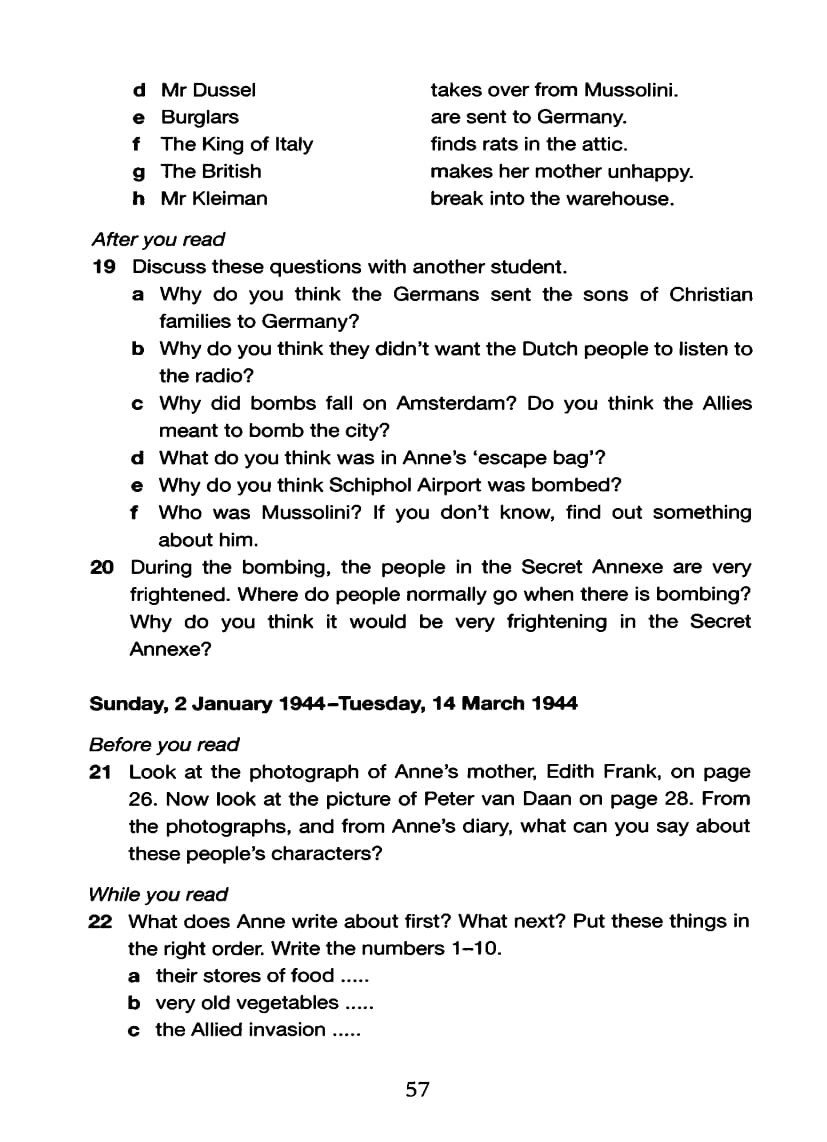 d Mr Dussel takes over from Mussolini.
e Burglars are sent to Germany.
f The King of Italy finds rats in the attic.
g The British makes her mother unhappy.
h Mr Kleiman break into the warehouse.
After you read
19 Discuss these questions with another student.
a Why do you think the Germans sent the sons of Christian
families to Germany?
b Why do you think they didn't want the Dutch people to listen to
the radio?
c Why did bombs fall on Amsterdam? Do you think the Allies
meant to bomb the city?
d What do you think was in Anne's 'escape bag'?
e Why do you think Schiphol Airport was bombed?
f Who was Mussolini? If you don't know, find out something
about him.
20 During the bombing, the people in the Secret Annexe are very
frightened. Where do people normally go when there is bombing?
Why do you think it would be very frightening in the Secret
Annexe?
Sunday, 2 January 1944–Tuesday, 14 March 1944
Before you read
21 Look at the photograph of Anne's mother, Edith Frank, on page
26. Now look at the picture of Peter van Daan on page 28. From
the photographs, and from Anne's diary, what can you say about
these people's characters?
While you read
22 What does Anne write about first? What next? Put these things in
the right order. Write the numbers 1–10.
a their stores of food .....
b very old vegetables .....
c the Allied invasion .....
57